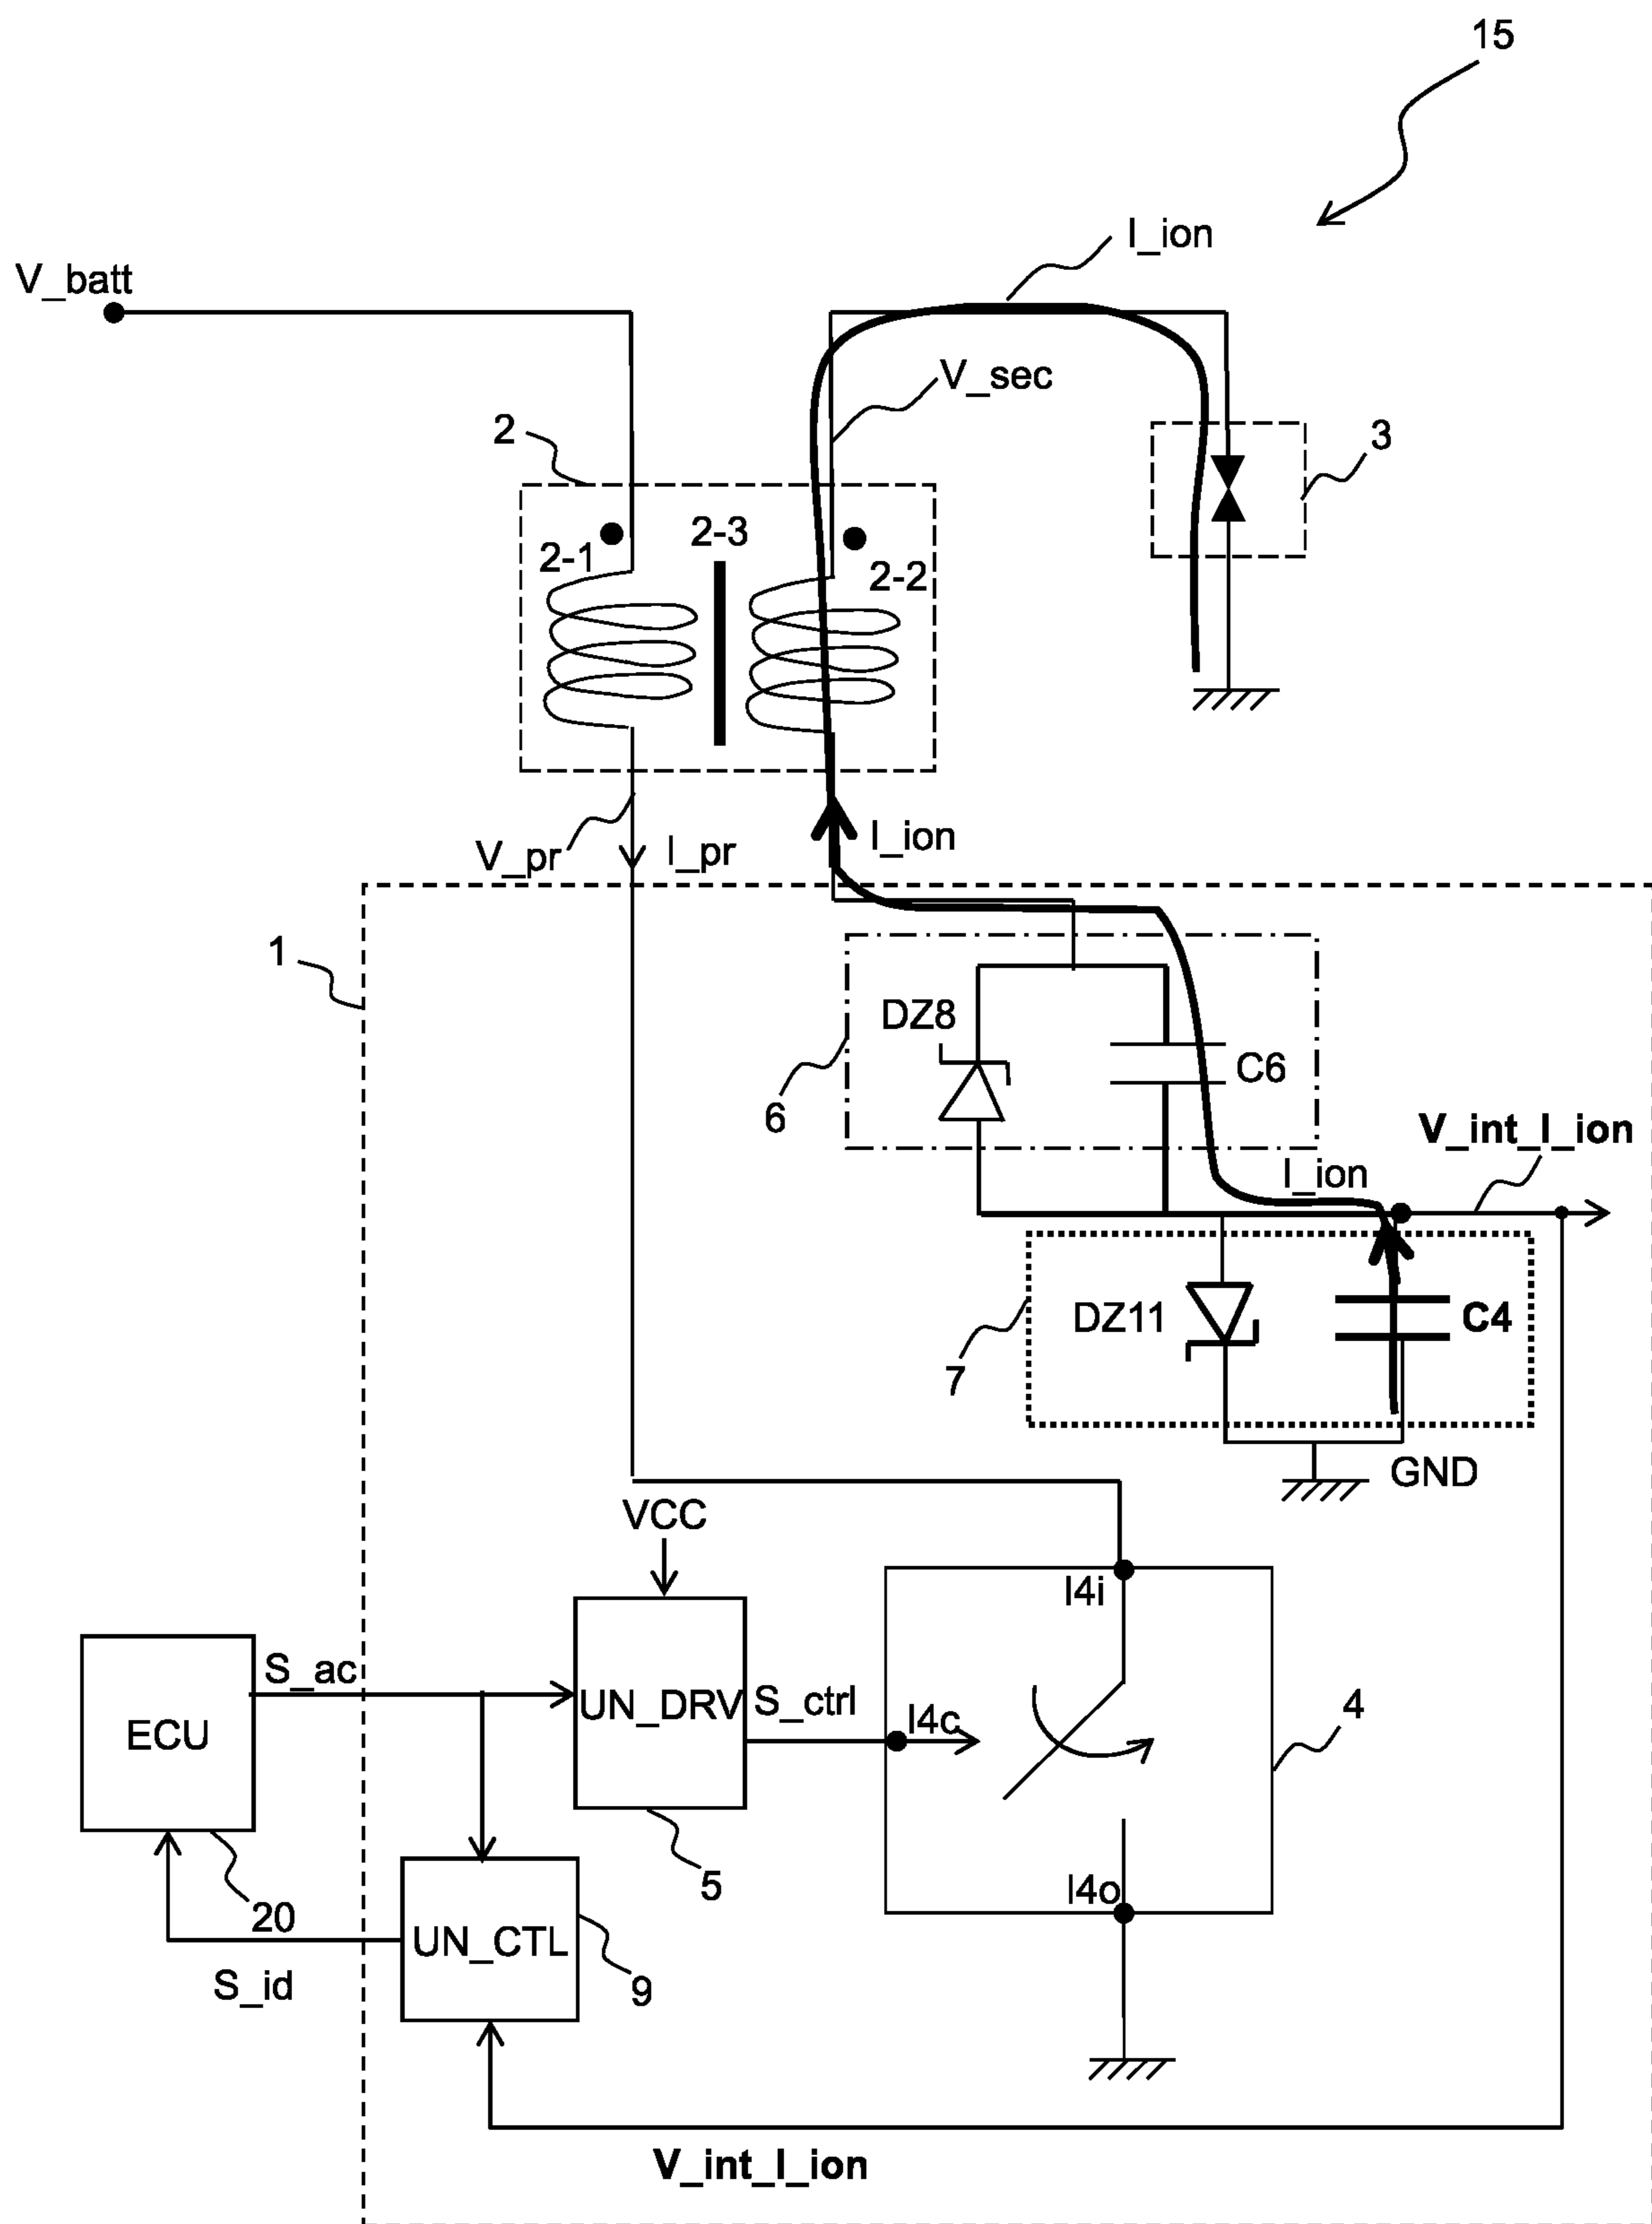 15
I_ion
V_batt
V_sec
2
3
2-3
2-1
2-2
I_ion
V_pr
I_pr
1
DZ8
C6
6
V_int_I_ion
I_ion
DZ11
C4
7
GND
VCC
I4i
S_ac
UN_DRV
S_ctrl
I4c
4
ECU
5
I4o
20
UN_CTL
S_id
9
V_int_I_ion